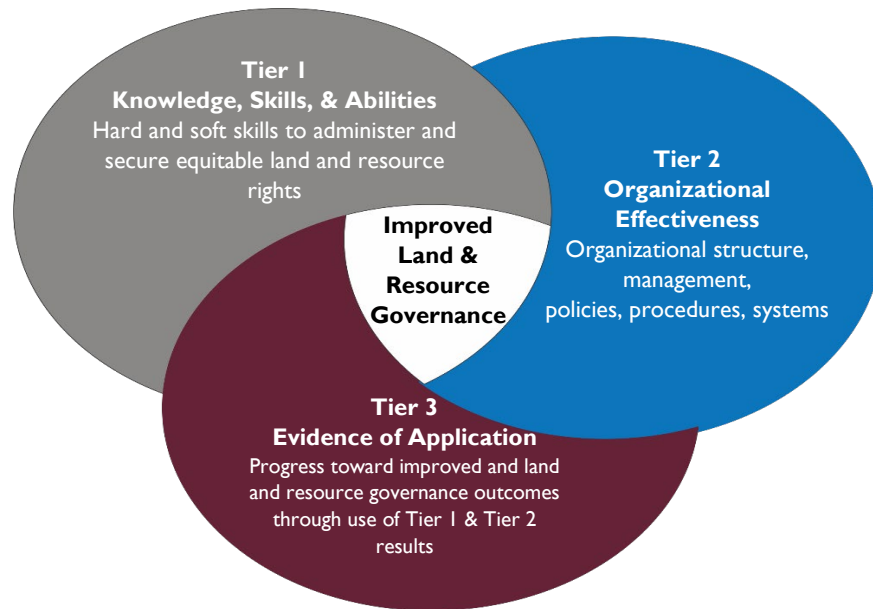 Tier 1
Knowledge, Skills, & Abilities
Hard and soft skills to administer and
secure equitable land and resource
rights
Tier 2
Organizational
Effectiveness
Organizational structure,
management,
policies, procedures, systems
Improved
Land &
Resource
Governance
Tier 3
Evidence of Application
Progress toward improved and land
and resource governance outcomes
through use of Tier 1 & Tier 2
results